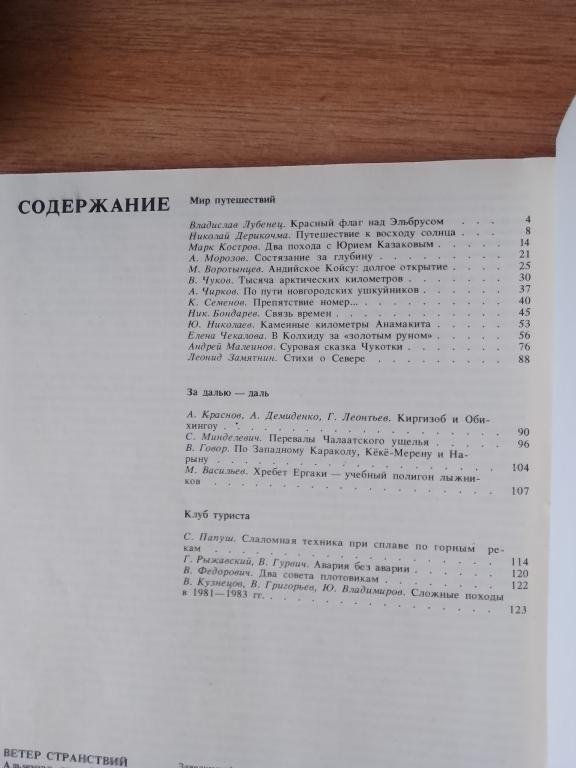 СОДЕРЖАНИЕ
Мир путешествий
Владислав Лубенец. Красный флаг над Эльбрусом . . . 4
Николай Дерикочма. Путешествие к восходу солнца . . 8
Марк Костров. Два похода с Юрием Казаковым . . . . 14
А. Морозов. Состязание за глубину . . . . . . . 21
М. Воротынцев. Андийское Койсу: долгое открытие . . . 25
В. Чуков. Тысяча арктических километров . . . . . 30
А. Чирков. По пути новгородских ушкуйников . . . . 37
К. Семенов. Препятствие номер... . . . . . . . 40
Ник. Бондарев. Связь времен . . . . . . . . 45
Ю. Николаев. Каменные километры Анамакита . . . . 53
Елена Чекалова. В Колхиду за «золотым руном» . . . . 56
Андрей Малеинов. Суровая сказка Чукотки . . . . . 76
Леонид Замятнин. Стихи о Севере . . . . . . . 88
За далью — даль
А. Краснов, А. Демиденко, Г. Леонтьев. Киргизоб и Оби-
хингоу . . . . . . . . . . . . . . 90
С. Минделевич. Перевалы Чалаатского ущелья . . . . 96
В. Говор. По Западному Караколу, Кёкё-Мерену и На-
рыну . . . . . . . . . . . . . . 104
М. Васильев. Хребет Ергаки — учебный полигон лыжни-
ков . . . . . . . . . . . . . . 107
Клуб туриста
С. Папуш. Слаломная техника при сплаве по горным ре-
кам . . . . . . . . . . . . . . 114
Г. Рыжавский, В. Гурвич. Авария без аварии . . . . 120
В. Федорович. Два совета плотовикам . . . . . . 122
В. Кузнецов, В. Григорьев, Ю. Владимиров. Сложные походы
в 1981—1983 гг. . . . . . . . . . . . 123
ВЕТЕР СТРАНСТВИЙ